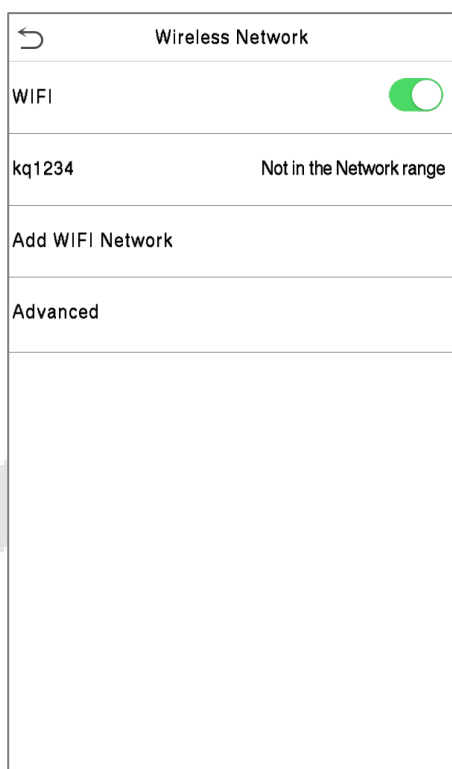 Wireless Network
WIFI
kq1234 Not in the Network range
Add WIFI Network
Advanced